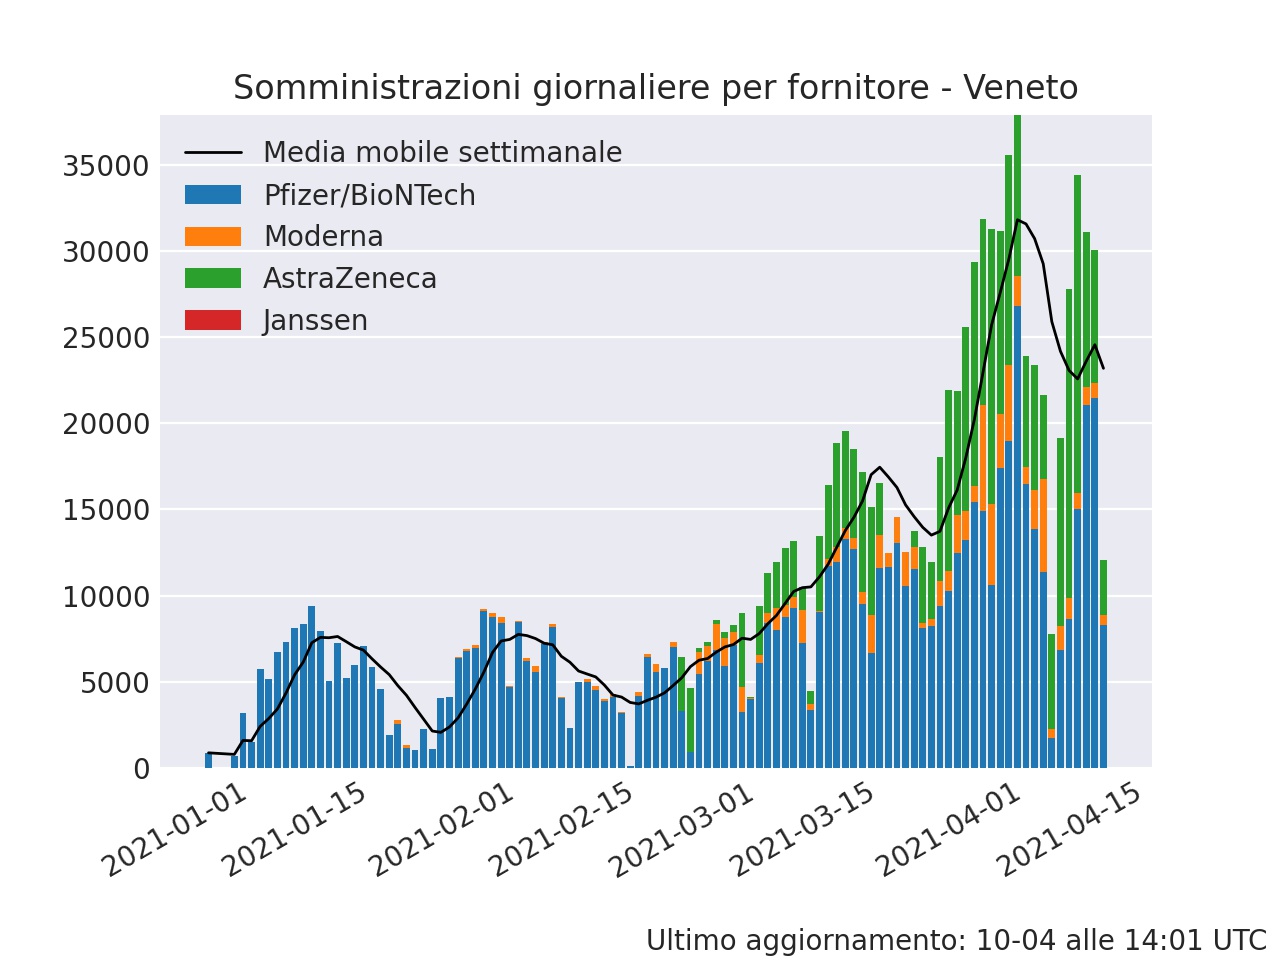 Somministrazioni giornaliere per fornitore - Veneto
Media mobile settimanale
Pfizer/BioNTech
Moderna
AstraZeneca
Janssen
35000
30000
25000
20000
15000
10000
5000
0
2021-01-01
2021-01-15
2021-02-01
2021-02-15
2021-03-01
2021-03-15
2021-04-01
2021-04-15
Ultimo aggiornamento: 10-04 alle 14:01 UTC